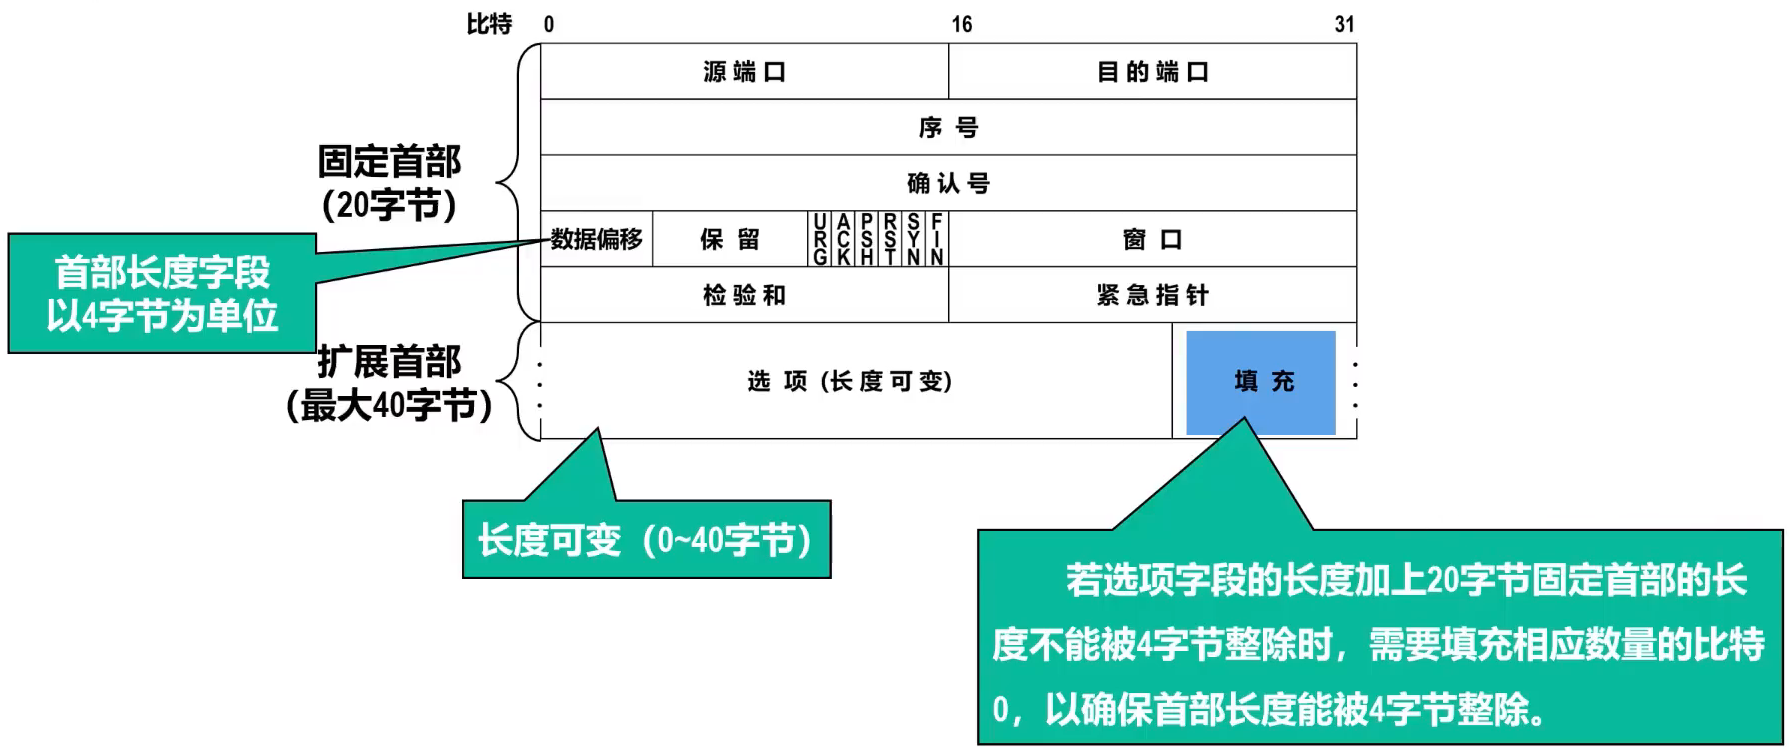 比特 0 16 31
源端口 目的端口
序号
确认号
固定首部
（20字节）
数据偏移 保留 URG ACK PSH RST SYN FIN 窗口
首部长度字段
以4字节为单位
检验和 紧急指针
扩展首部
（最大40字节）
选项 (长度可变) 填充
长度可变（0~40字节）
若选项字段的长度加上20字节固定首部的长
度不能被4字节整除时，需要填充相应数量的比特
0，以确保首部长度能被4字节整除。